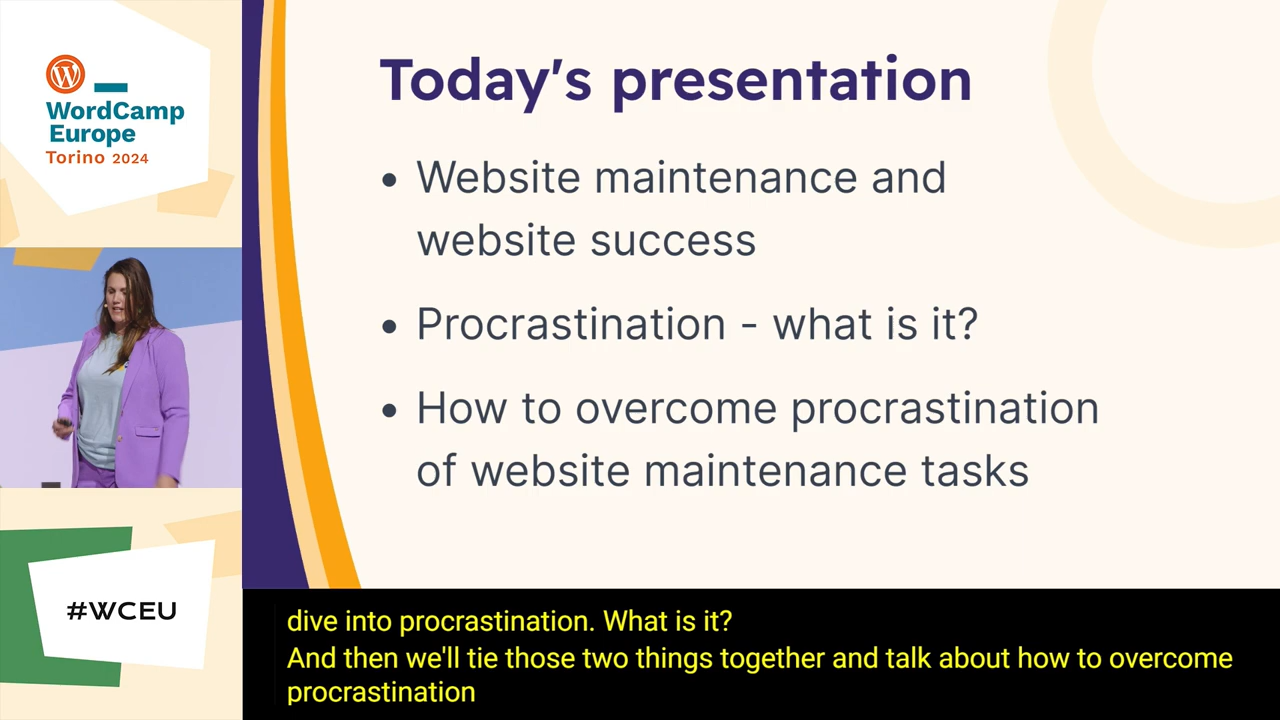 WordCamp
Europe
Torino 2024
#WCEU
Today's presentation
• Website maintenance and
website success
• Procrastination - what is it?
• How to overcome procrastination
of website maintenance tasks
dive into procrastination. What is it?
And then we'll tie those two things together and talk about how to overcome
procrastination